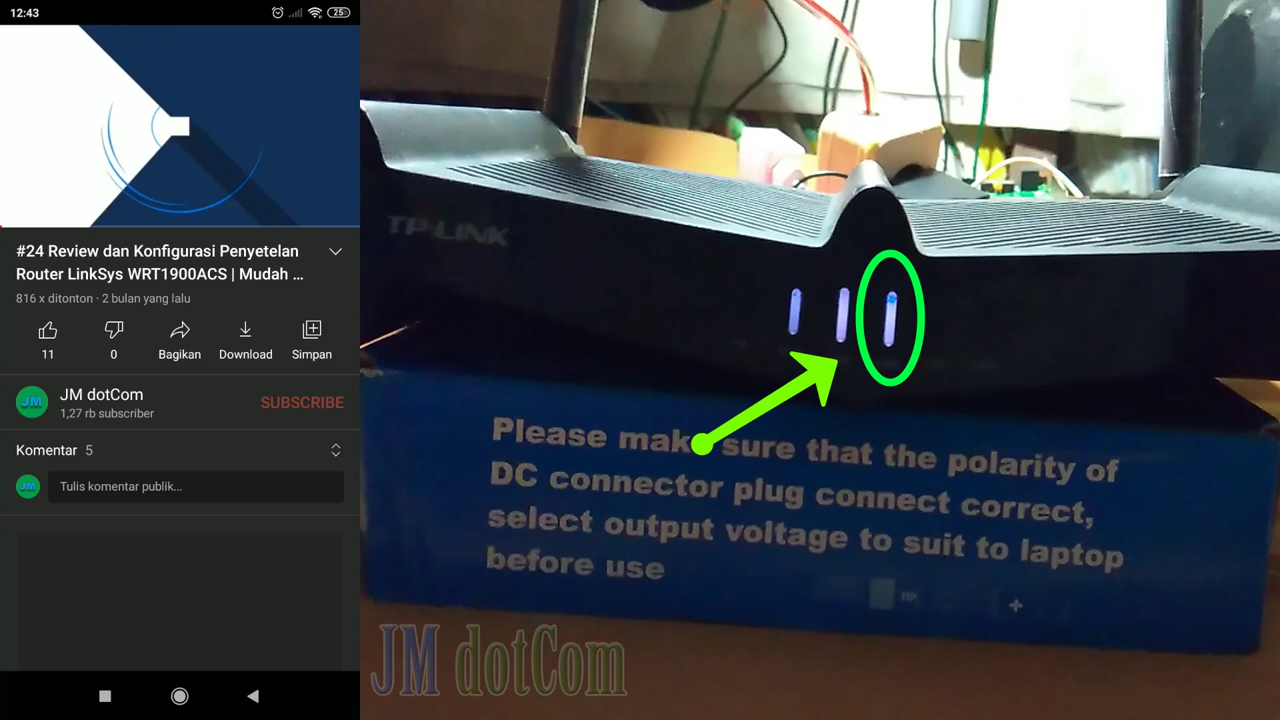 12:43
25
#24 Review dan Konfigurasi Penyetelan
Router LinkSys WRT1900ACS | Mudah ...
816 x ditonton · 2 bulan yang lalu
11
0
Bagikan
Download
Simpan
JM
JM dotCom
1,27 rb subscriber
SUBSCRIBE
Komentar 5
JM
Tulis komentar publik...
TP-LINK
Please make sure that the polarity of
DC connector plug connect correct,
select output voltage to suit to laptop
before use
JM dotCom